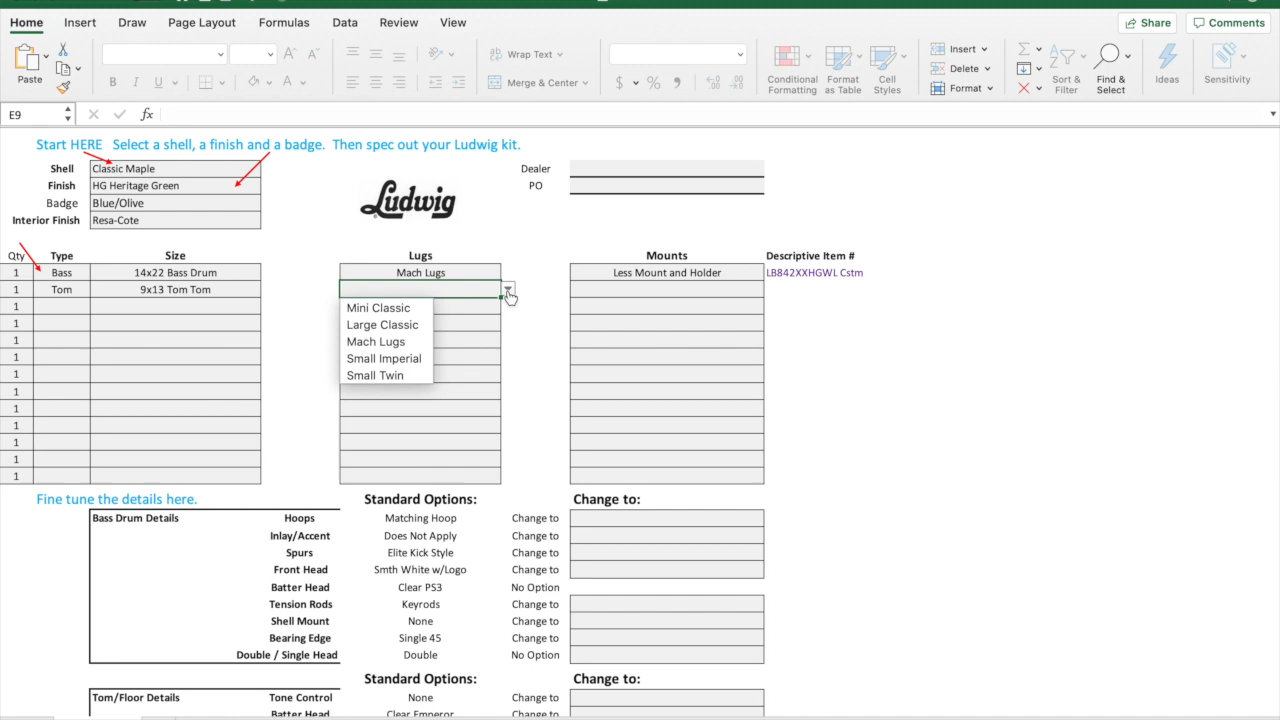 Home Insert Draw Page Layout Formulas Data Review View Share Comments
Paste Wrap Text Merge & Center Conditional Formatting Format as Table Cell Styles Insert Delete Format Sort & Filter Find & Select Ideas Sensitivity
E9 fx
Start HERE Select a shell, a finish and a badge. Then spec out your Ludwig kit.
Shell Classic Maple Dealer
Finish HG Heritage Green PO
Badge Blue/Olive
Ludwig
Interior Finish Resa-Cote
Qty Type Size Lugs Mounts Descriptive Item #
1 Bass 14x22 Bass Drum Mach Lugs Less Mount and Holder LB842XXHGWL Cstm
1 Tom 9x13 Tom Tom
1 Mini Classic
1 Large Classic
1 Mach Lugs
1 Small Imperial
1 Small Twin
1
1
1
1
1
1
Fine tune the details here. Standard Options: Change to:
Bass Drum Details Hoops Matching Hoop Change to
Inlay/Accent Does Not Apply Change to
Spurs Elite Kick Style Change to
Front Head Smth White w/Logo Change to
Batter Head Clear PS3 No Option
Tension Rods Keyrods Change to
Shell Mount None Change to
Bearing Edge Single 45 Change to
Double / Single Head Double No Option
Standard Options: Change to:
Tom/Floor Details Tone Control None Change to
Batter Head Clear Emperor Change to